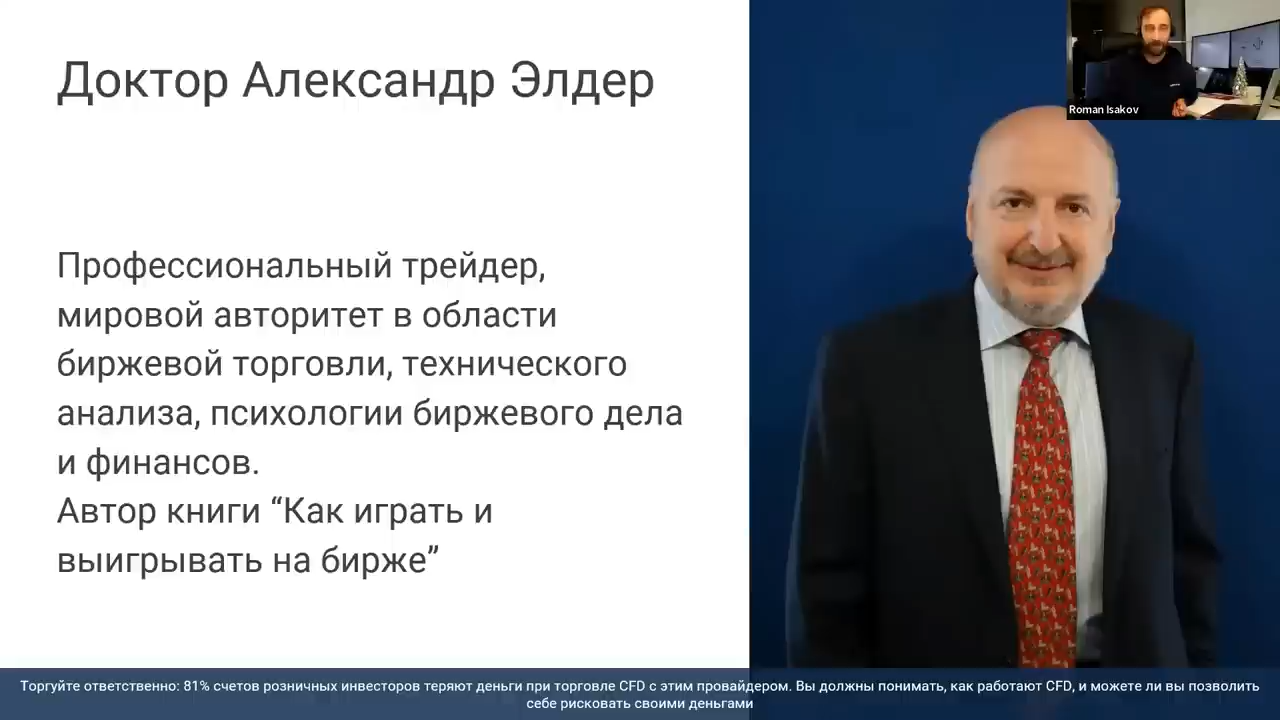 Доктор Александр Элдер
Roman Isakov
Профессиональный трейдер,
мировой авторитет в области
биржевой торговли, технического
анализа, психологии биржевого дела
и финансов.
Автор книги “Как играть и
выигрывать на бирже”
Торгуйте ответственно: 81% счетов розничных инвесторов теряют деньги при торговле CFD с этим провайдером. Вы должны понимать, как работают CFD, и можете ли вы позволить
себе рисковать своими деньгами